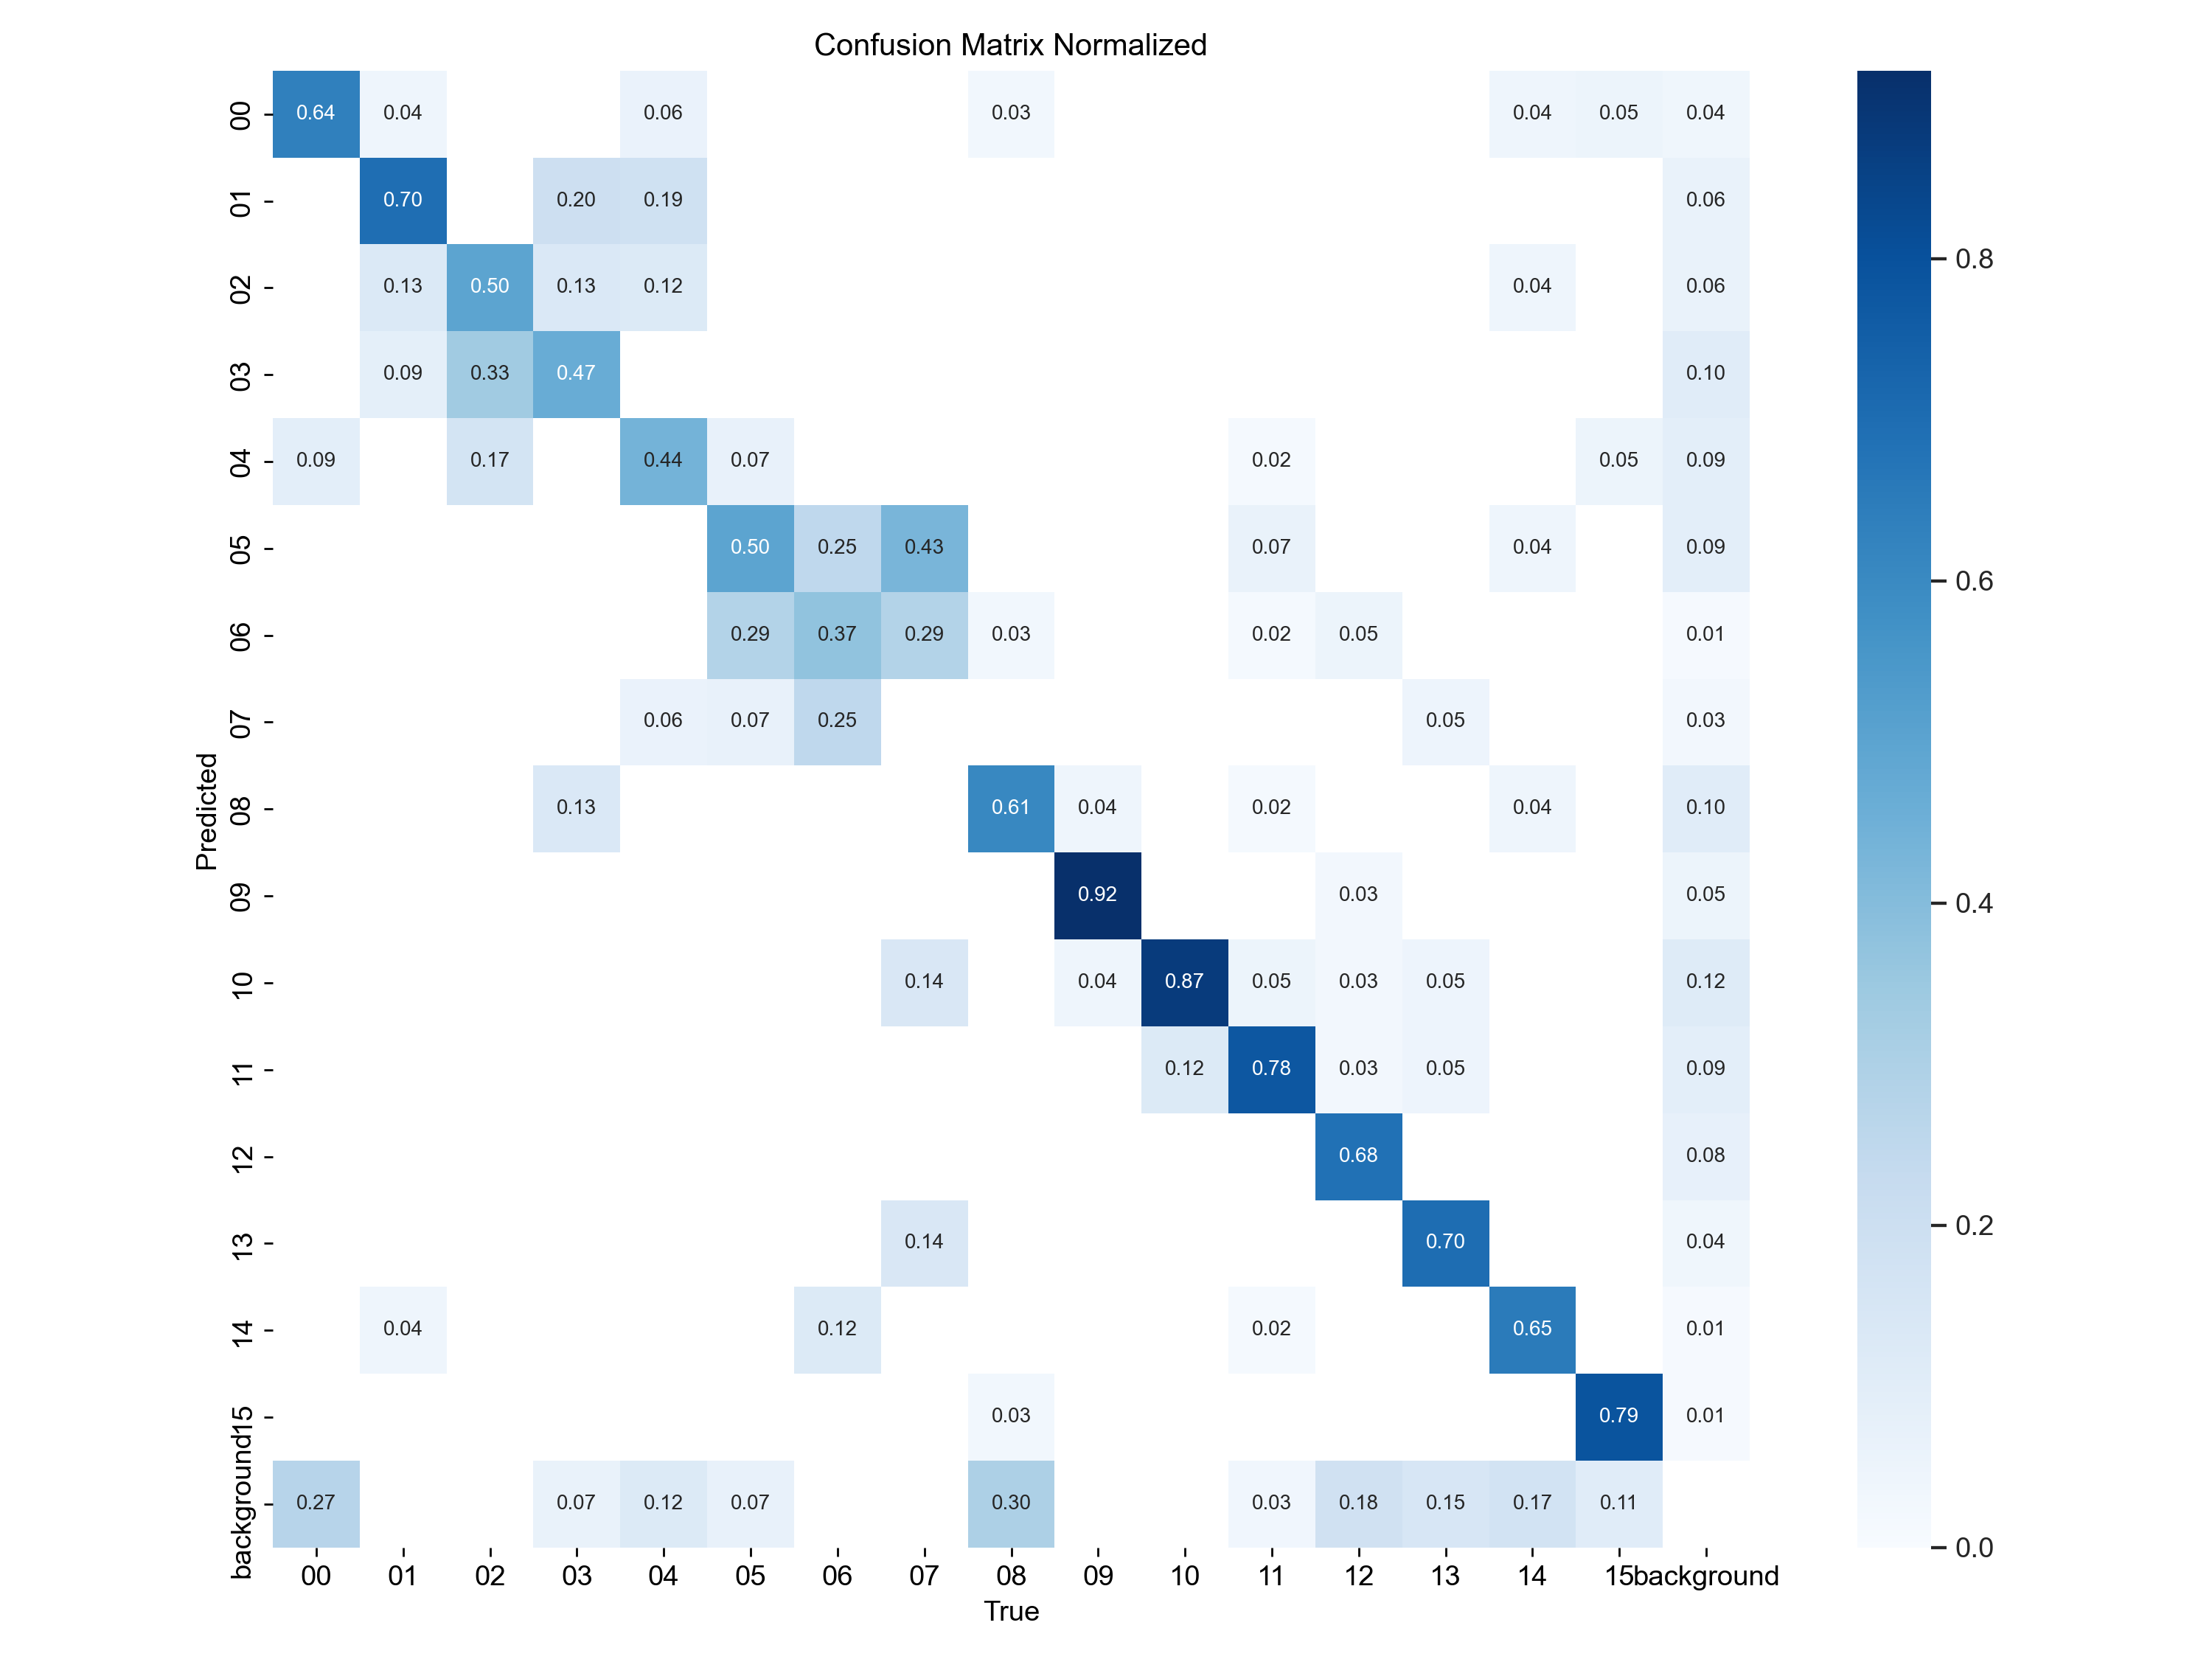 Confusion Matrix Normalized
00 0.64 0.04 0.06 0.03 0.04 0.05 0.04
01 0.70 0.20 0.19 0.06
02 0.13 0.50 0.13 0.12 0.04 0.06
03 0.09 0.33 0.47 0.10
04 0.09 0.17 0.44 0.07 0.02 0.05 0.09
05 0.50 0.25 0.43 0.07 0.04 0.09
06 0.29 0.37 0.29 0.03 0.02 0.05 0.01
07 0.06 0.07 0.25 0.05 0.03
08 0.13 0.61 0.04 0.02 0.04 0.10
09 0.92 0.03 0.05
10 0.14 0.04 0.87 0.05 0.03 0.05 0.12
11 0.12 0.78 0.03 0.05 0.09
12 0.68 0.08
13 0.14 0.70 0.04
14 0.04 0.12 0.02 0.65 0.01
15 0.03 0.79 0.01
background 0.27 0.07 0.12 0.07 0.30 0.03 0.18 0.15 0.17 0.11
00 01 02 03 04 05 06 07 08 09 10 11 12 13 14 15 background
True
Predicted
0.8
0.6
0.4
0.2
0.0